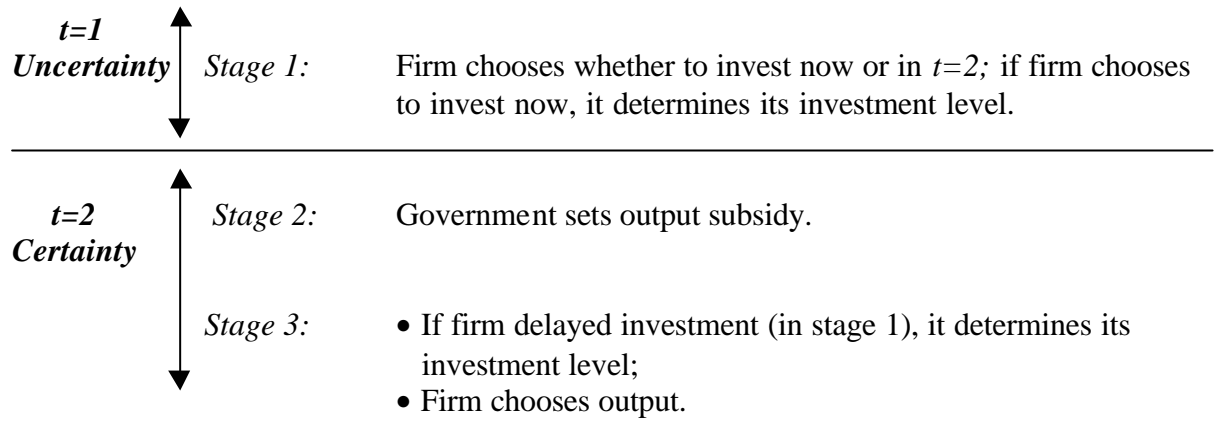 t=1
Uncertainty
Stage 1: Firm chooses whether to invest now or in t=2; if firm chooses
to invest now, it determines its investment level.
t=2
Certainty
Stage 2: Government sets output subsidy.
Stage 3: • If firm delayed investment (in stage 1), it determines its
investment level;
• Firm chooses output.